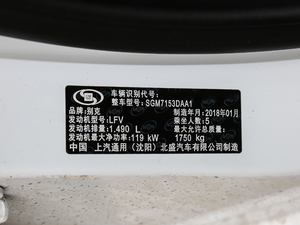 车辆识别代号:
整车型号:SGM7153DAA1
品牌:别克 制造年月:2018年01月
发动机型号:LFV 乘坐人数:5
发动机排量:1.490 L 最大允许总质量:
发动机最大净功率:119 kW 1750 kg
中国 上汽通用(沈阳)北盛汽车有限公司制造